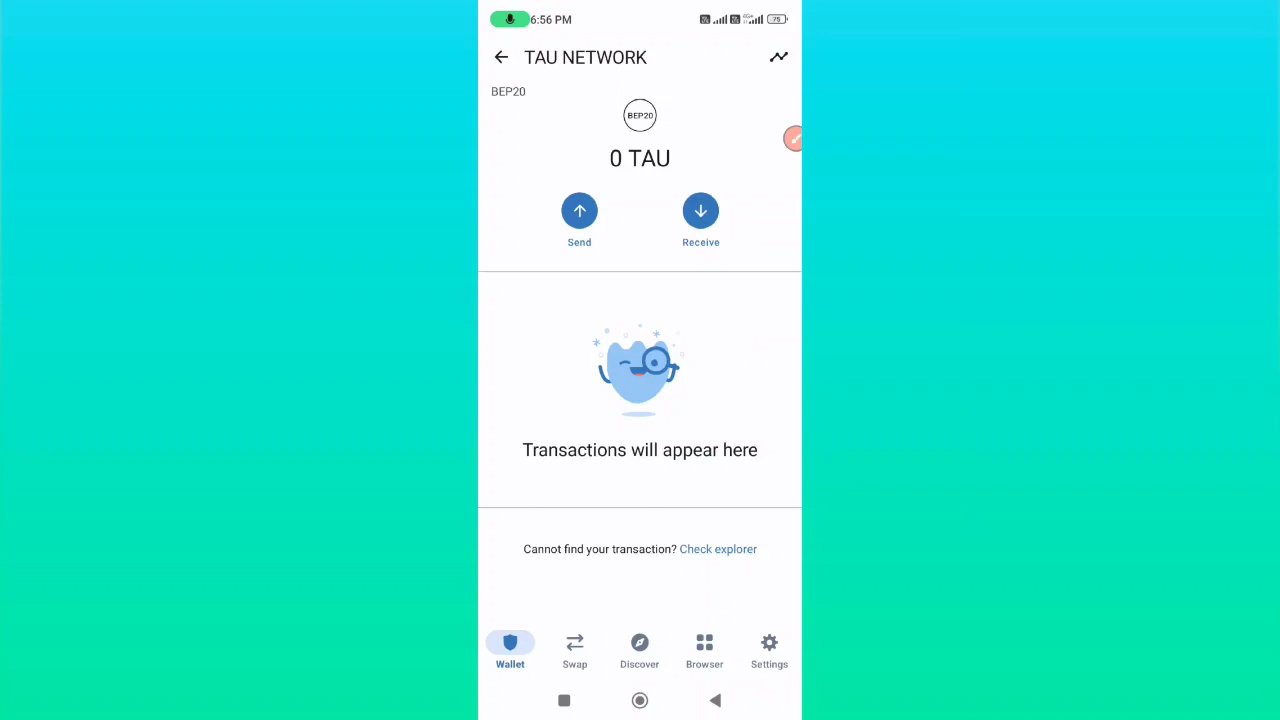 6:56 PM
75
TAU NETWORK
BEP20
BEP20
0 TAU
Send
Receive
Transactions will appear here
Cannot find your transaction? Check explorer
Wallet
Swap
Discover
Browser
Settings